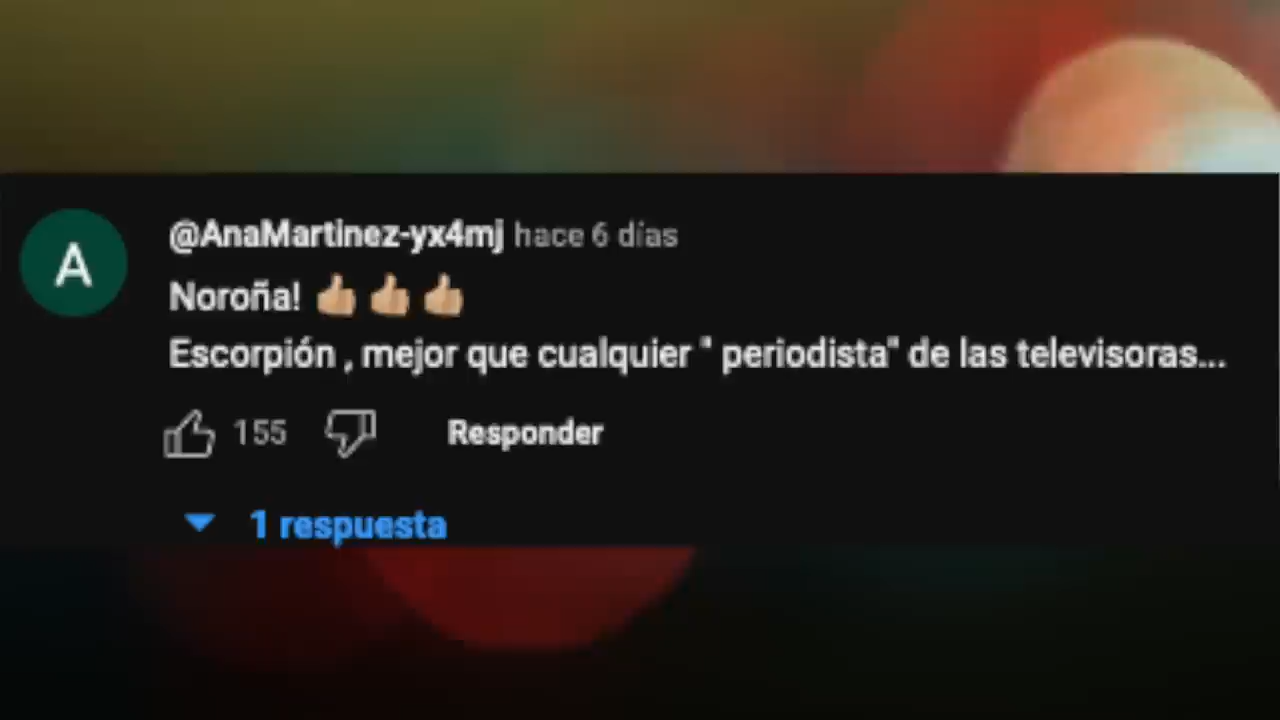 A
@AnaMartinez-yx4mj hace 6 días
Noroña! 👍🏼 👍🏼 👍🏼
Escorpión , mejor que cualquier " periodista" de las televisoras...
155 Responder
1 respuesta